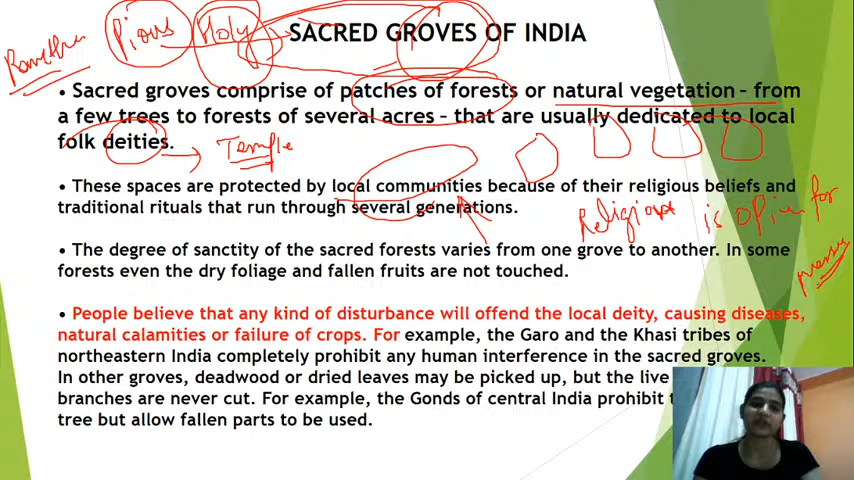 Pious Holy
SACRED GROVES OF INDIA
• Sacred groves comprise of patches of forests or natural vegetation - from
a few trees to forests of several acres - that are usually dedicated to local
folk deities.
Temple
• These spaces are protected by local communities because of their religious beliefs and
traditional rituals that run through several generations.
is opium for
• The degree of sanctity of the sacred forests varies from one grove to another. In some
forests even the dry foliage and fallen fruits are not touched.
• People believe that any kind of disturbance will offend the local deity, causing diseases,
natural calamities or failure of crops. For example, the Garo and the Khasi tribes of
northeastern India completely prohibit any human interference in the sacred groves.
In other groves, deadwood or dried leaves may be picked up, but the live
branches are never cut. For example, the Gonds of central India prohibit
tree but allow fallen parts to be used.